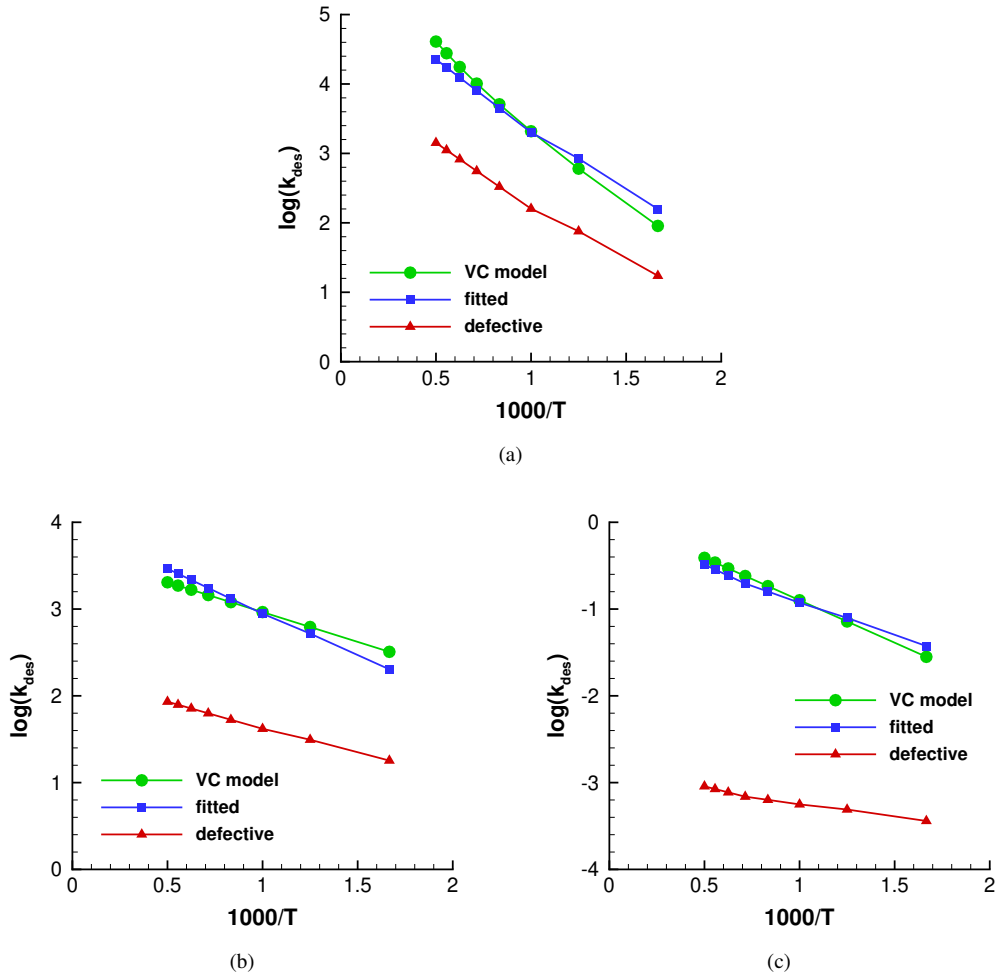 5
4
3
2
1
0
log(k_des)
VC model
fitted
defective
0 0.5 1 1.5 2
1000/T
(a)
4
3
2
1
0
log(k_des)
VC model
fitted
defective
0 0.5 1 1.5 2
1000/T
(b)
-0
-1
-2
-3
-4
log(k_des)
VC model
fitted
defective
0 0.5 1 1.5 2
1000/T
(c)